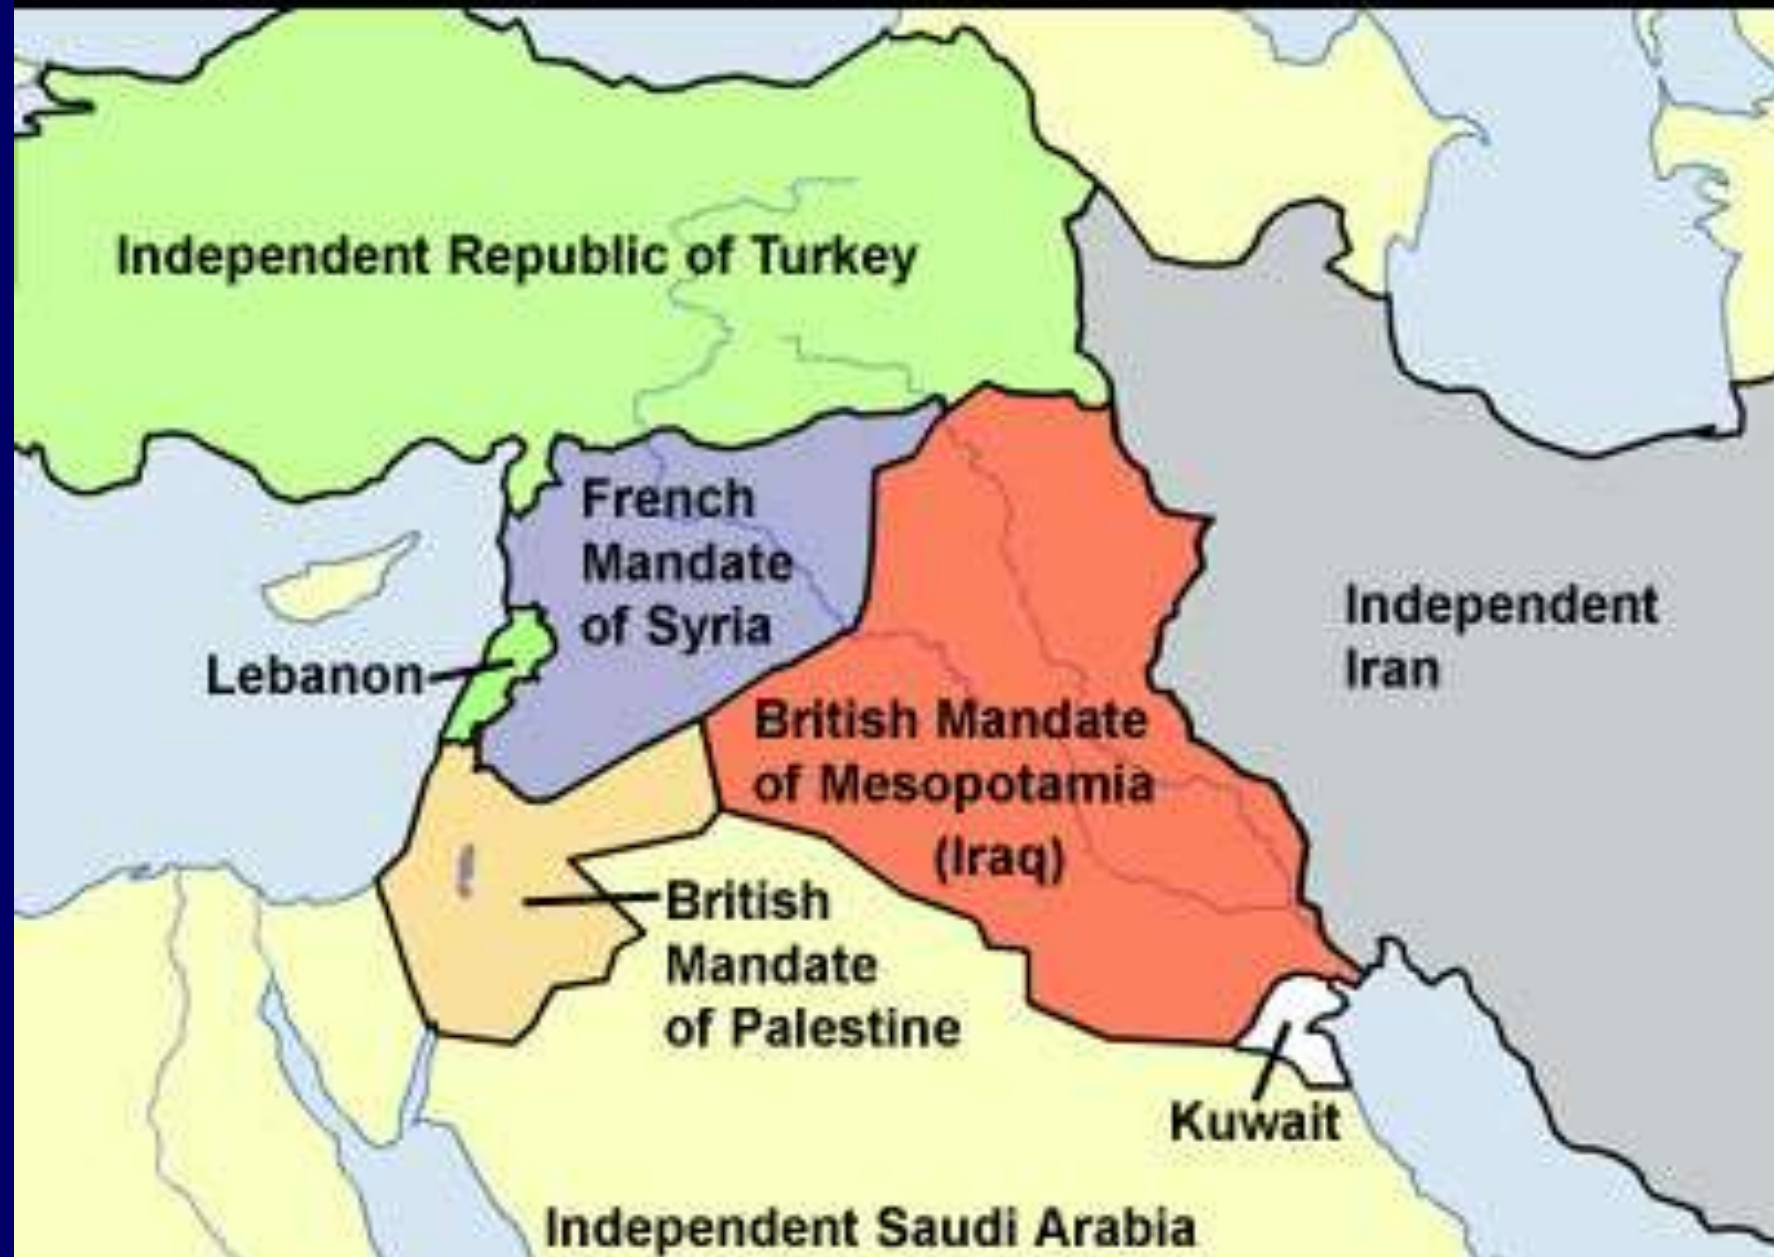 Independent Republic of Turkey
French
Mandate
of Syria
Independent
Iran
Lebanon
British Mandate
of Mesopotamia
(Iraq)
British
Mandate
of Palestine
Kuwait
Independent Saudi Arabia